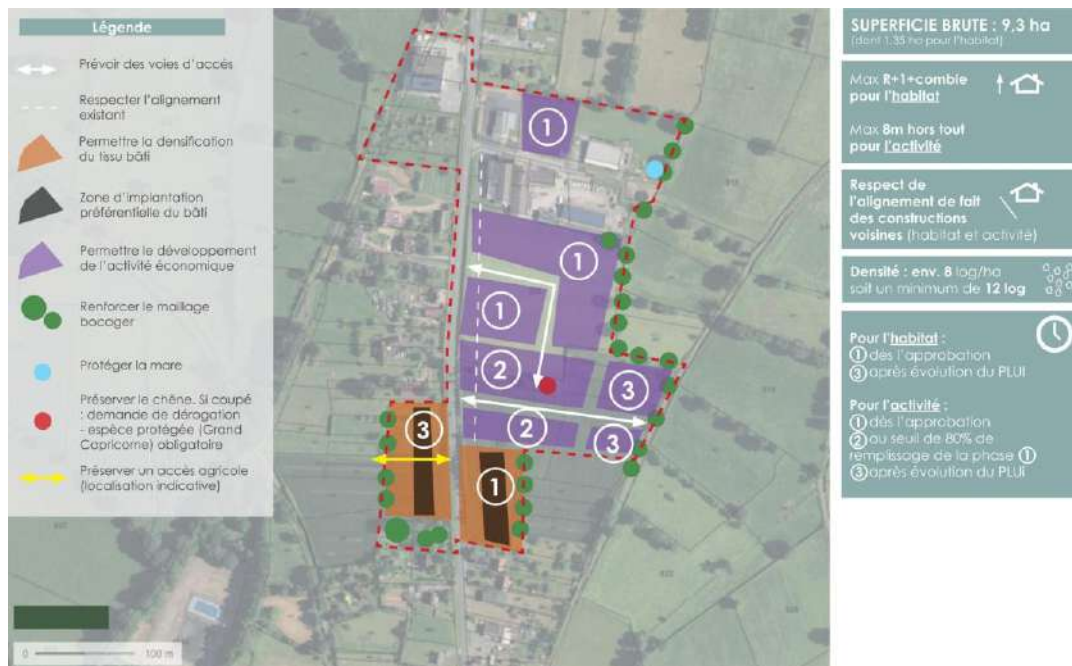 Légende
Prévoir des voies d'accès
Respecter l'alignement
existant
Permettre la densification
du tissu bâti
Zone d'implantation
préférentielle du bâti
Permettre le développement
de l'activité économique
Renforcer le maillage
bocager
Protéger la mare
Préserver le chêne. Si coupé
: demande de dérogation
- espèce protégée (Grand
Capricorne) obligatoire
Préserver un accès agricole
(localisation indicative)
0 100 m
1
1
1
2
3
2
3
3
1
SUPERFICIE BRUTE : 9,3 ha
(dont 1,35 ha pour l'habitat)
Max R+1+comble
pour l'habitat
Max 8m hors tout
pour l'activité
Respect de
l'alignement de fait
des constructions
voisines (habitat et activité)
Densité : env. 8 log/ha
soit un minimum de 12 log
Pour l'habitat :
① dès l'approbation
③ après évolution du PLUi
Pour l'activité :
① dès l'approbation
② au seuil de 80% de
remplissage de la phase ①
③ après évolution du PLUi